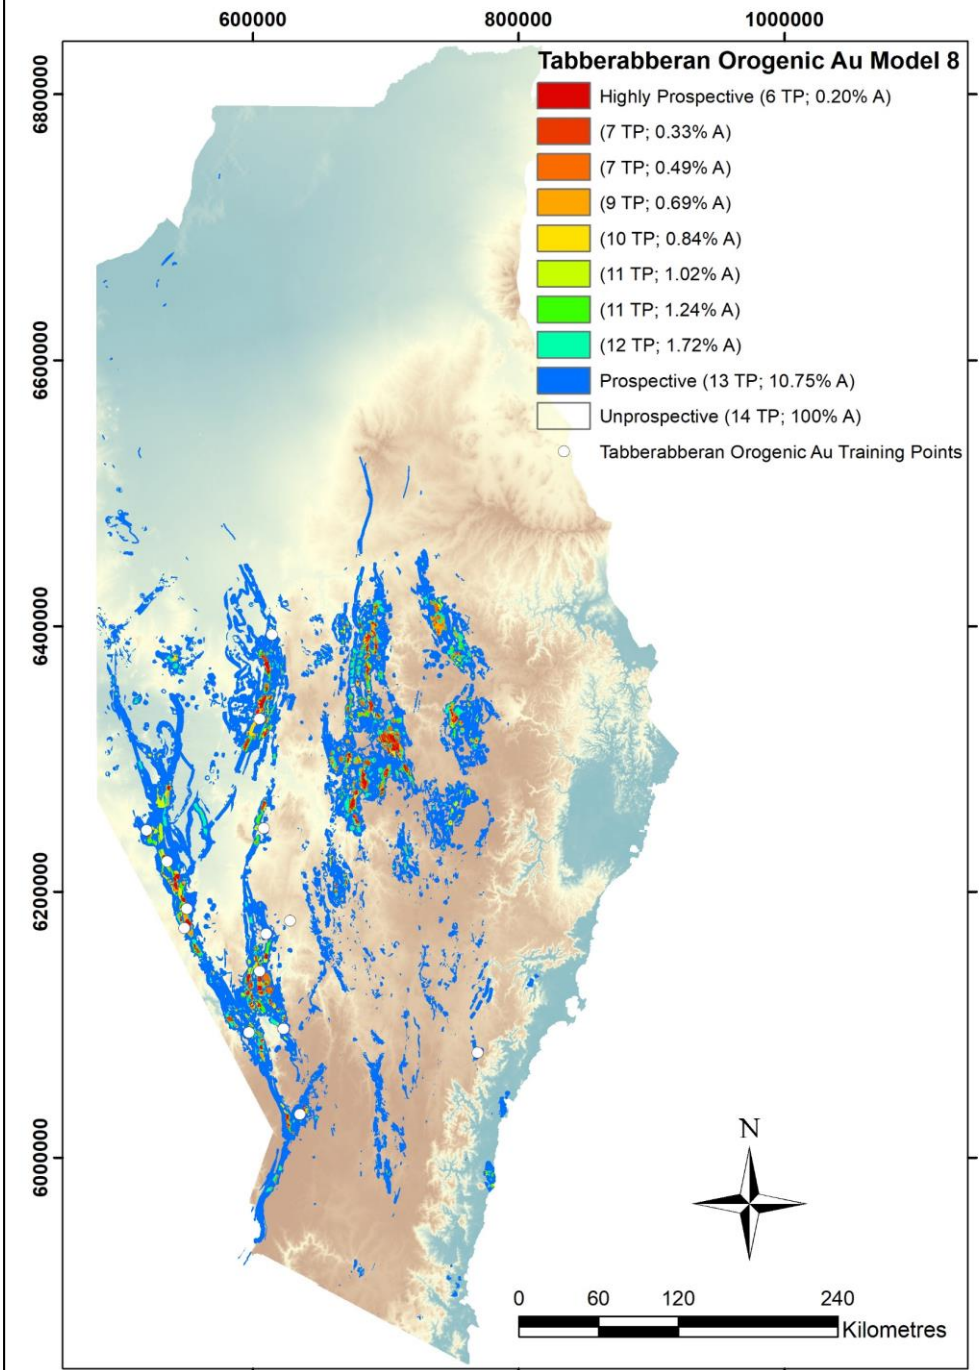 600000 800000 1000000
6800000
6600000
6400000
6200000
6000000
Tabberabberan Orogenic Au Model 8
Highly Prospective (6 TP; 0.20% A)
(7 TP; 0.33% A)
(7 TP; 0.49% A)
(9 TP; 0.69% A)
(10 TP; 0.84% A)
(11 TP; 1.02% A)
(11 TP; 1.24% A)
(12 TP; 1.72% A)
Prospective (13 TP; 10.75% A)
Unprospective (14 TP; 100% A)
Tabberabberan Orogenic Au Training Points
N
0 60 120 240
Kilometres